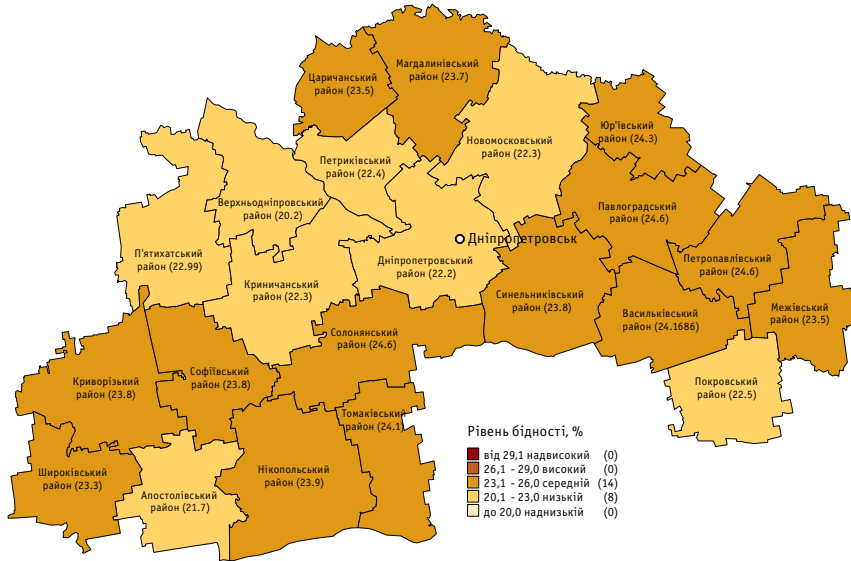 Магдалинівський
район (23.7)
Царичанський
район (23.5)
Юр'ївський
район (24.3)
Новомосковський
район (22.3)
Петриківський
район (22.4)
Верхньодніпровський
район (20.2)
Павлоградський
район (24.6)
Дніпропетровськ
П'ятихатський
район (22.99)
Дніпропетровський
район (22.2)
Петропавлівський
район (24.6)
Криничанський
район (22.3)
Синельниківський
район (23.8)
Васильківський
район (24.1686)
Межівський
район (23.5)
Солонянський
район (24.6)
Софіївський
район (23.8)
Криворізький
район (23.8)
Покровський
район (22.5)
Томаківський
район (24.1)
Широківський
район (23.3)
Нікопольський
район (23.9)
Апостолівський
район (21.7)
Рівень бідності, %
від 29,1 надвисокий (0)
26,1 - 29,0 високий (0)
23,1 - 26,0 середній (14)
20,1 - 23,0 низькій (8)
до 20,0 наднизькій (0)